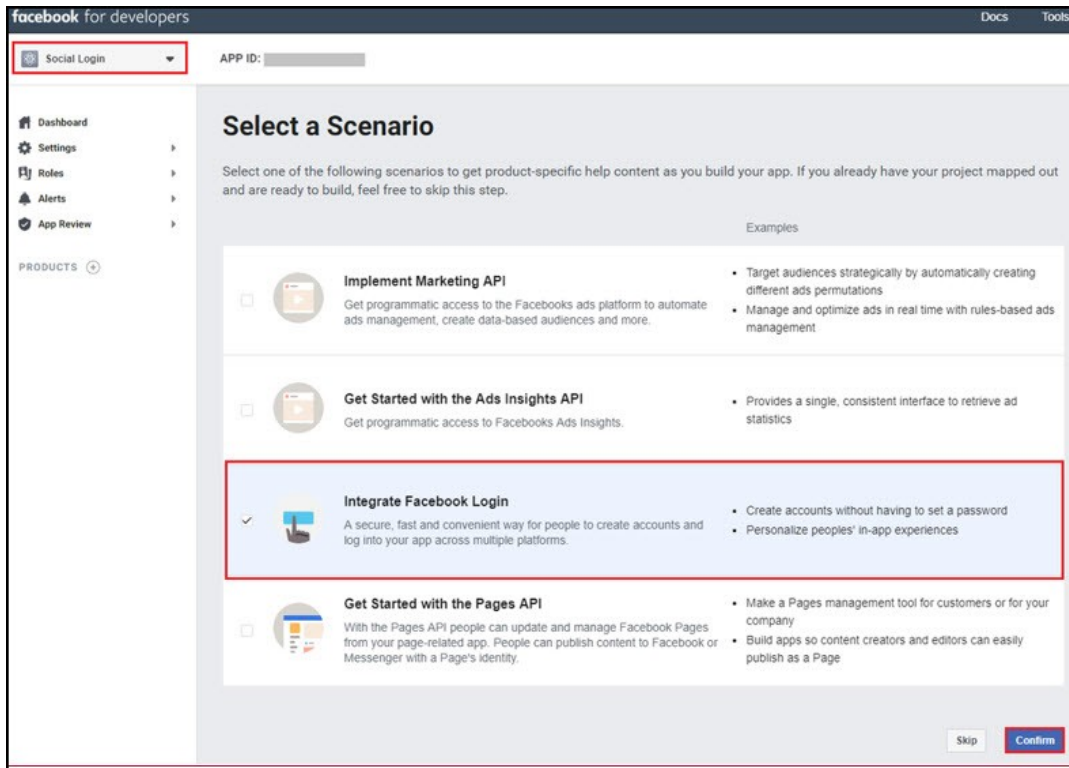 facebook for developers
Docs Tools
Social Login
APP ID:
Dashboard
Settings
Roles
Alerts
App Review
PRODUCTS
Select a Scenario
Select one of the following scenarios to get product-specific help content as you build your app. If you already have your project mapped out
and are ready to build, feel free to skip this step.
Examples
Implement Marketing API
Get programmatic access to the Facebooks ads platform to automate
ads management, create data-based audiences and more.
• Target audiences strategically by automatically creating
different ads permutations
• Manage and optimize ads in real time with rules-based ads
management
Get Started with the Ads Insights API
Get programmatic access to Facebooks Ads Insights.
• Provides a single, consistent interface to retrieve ad
statistics
Integrate Facebook Login
A secure, fast and convenient way for people to create accounts and
log into your app across multiple platforms.
• Create accounts without having to set a password
• Personalize peoples' in-app experiences
Get Started with the Pages API
With the Pages API people can update and manage Facebook Pages
from your page-related app. People can publish content to Facebook or
Messenger with a Page's identity.
• Make a Pages management tool for customers or for your
company
• Build apps so content creators and editors can easily
publish as a Page
Skip Confirm